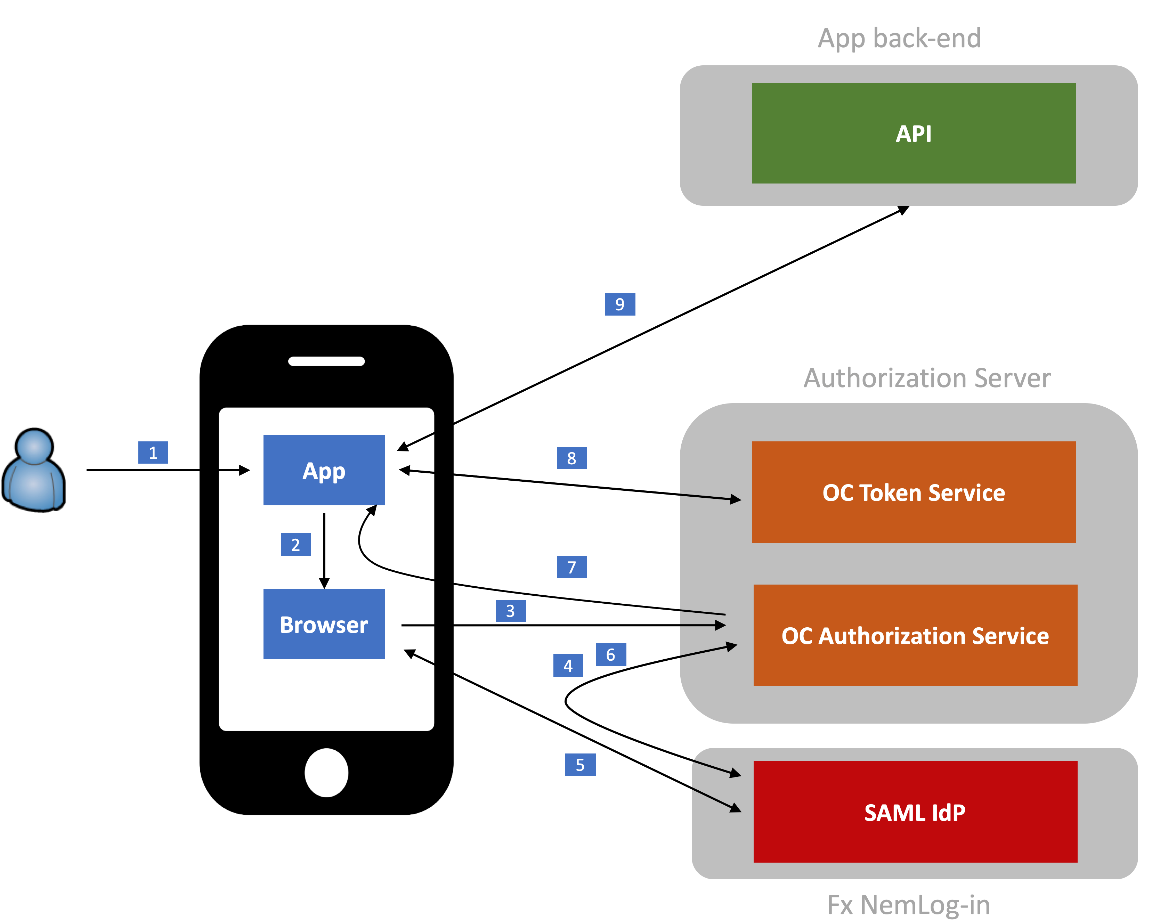 App back-end
API
9
Authorization Server
1
App
8
OC Token Service
2
7
3
Browser
OC Authorization Service
4
6
5
SAML IdP
Fx NemLog-in